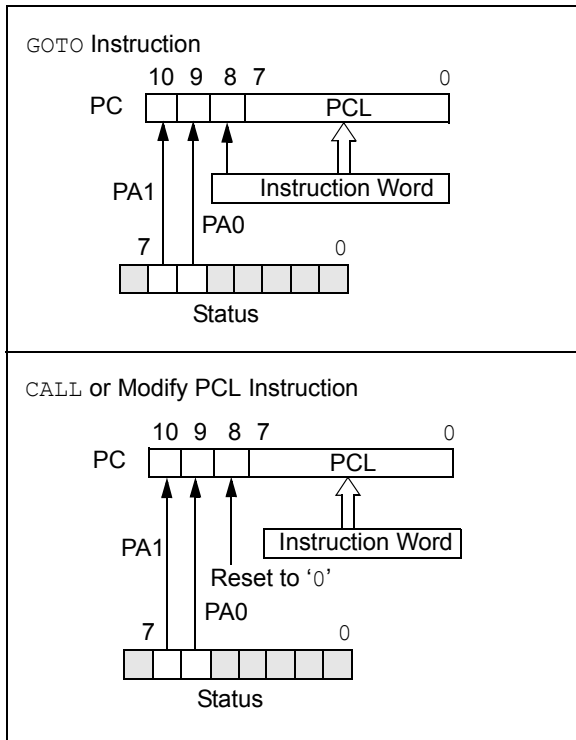 GOTO Instruction
10 9 8 7 0
PC PCL
Instruction Word
PA1
PA0
7 0
Status
CALL or Modify PCL Instruction
10 9 8 7 0
PC PCL
Instruction Word
PA1
Reset to ‘0’
PA0
7 0
Status